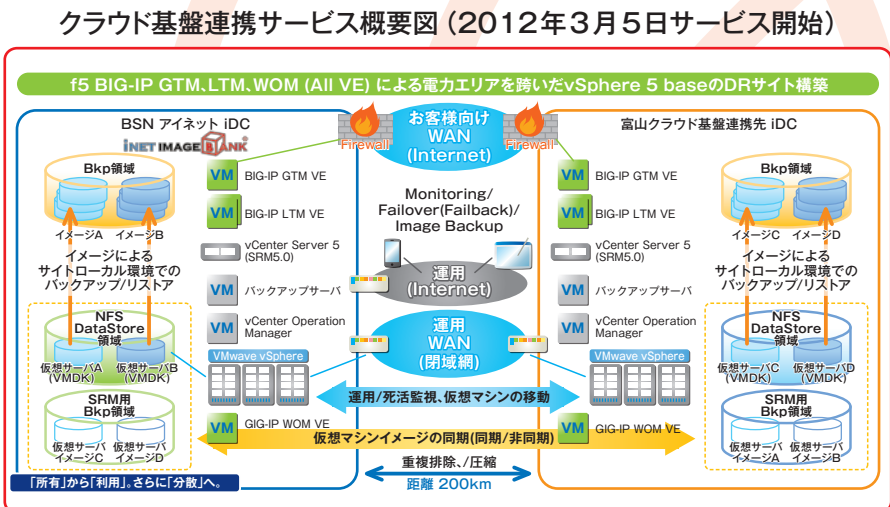 クラウド基盤連携サービス概要図（2012年3月5日サービス開始）
f5 BIG-IP GTM、LTM、WOM (All VE) による電力エリアを跨いだvSphere 5 baseのDRサイト構築
BSN アイネット iDC
iNET IMAGE BANK
Bkp領域
イメージA
イメージB
イメージによる
サイトローカル環境での
バックアップ/リストア
NFS
DataStore
領域
仮想サーバA
(VMDK)
仮想サーバB
(VMDK)
SRM用
Bkp領域
仮想サーバ
イメージC
仮想サーバ
イメージD
「所有」から「利用」。さらに「分散」へ。
VM
BIG-IP GTM VE
VM
BIG-IP LTM VE
vCenter Server 5
(SRM5.0)
VM
バックアップサーバ
VM
vCenter Operation
Manager
VMwave vSphere
VM
GIG-IP WOM VE
Firewall
お客様向け
WAN
(Internet)
Firewall
Monitoring/
Failover(Failback)/
Image Backup
運用
(Internet)
運用
WAN
(閉域網)
運用/死活監視、仮想マシンの移動
仮想マシンイメージの同期(同期/非同期)
重複排除、/圧縮
距離 200km
富山クラウド基盤連携先 iDC
VM
BIG-IP GTM VE
VM
BIG-IP LTM VE
vCenter Server 5
(SRM5.0)
VM
バックアップサーバ
VM
vCenter Operation
Manager
VMwave vSphere
VM
GIG-IP WOM VE
Bkp領域
イメージC
イメージD
イメージによる
サイトローカル環境での
バックアップ/リストア
NFS
DataStore
領域
仮想サーバC
(VMDK)
仮想サーバD
(VMDK)
SRM用
Bkp領域
仮想サーバ
イメージA
仮想サーバ
イメージB